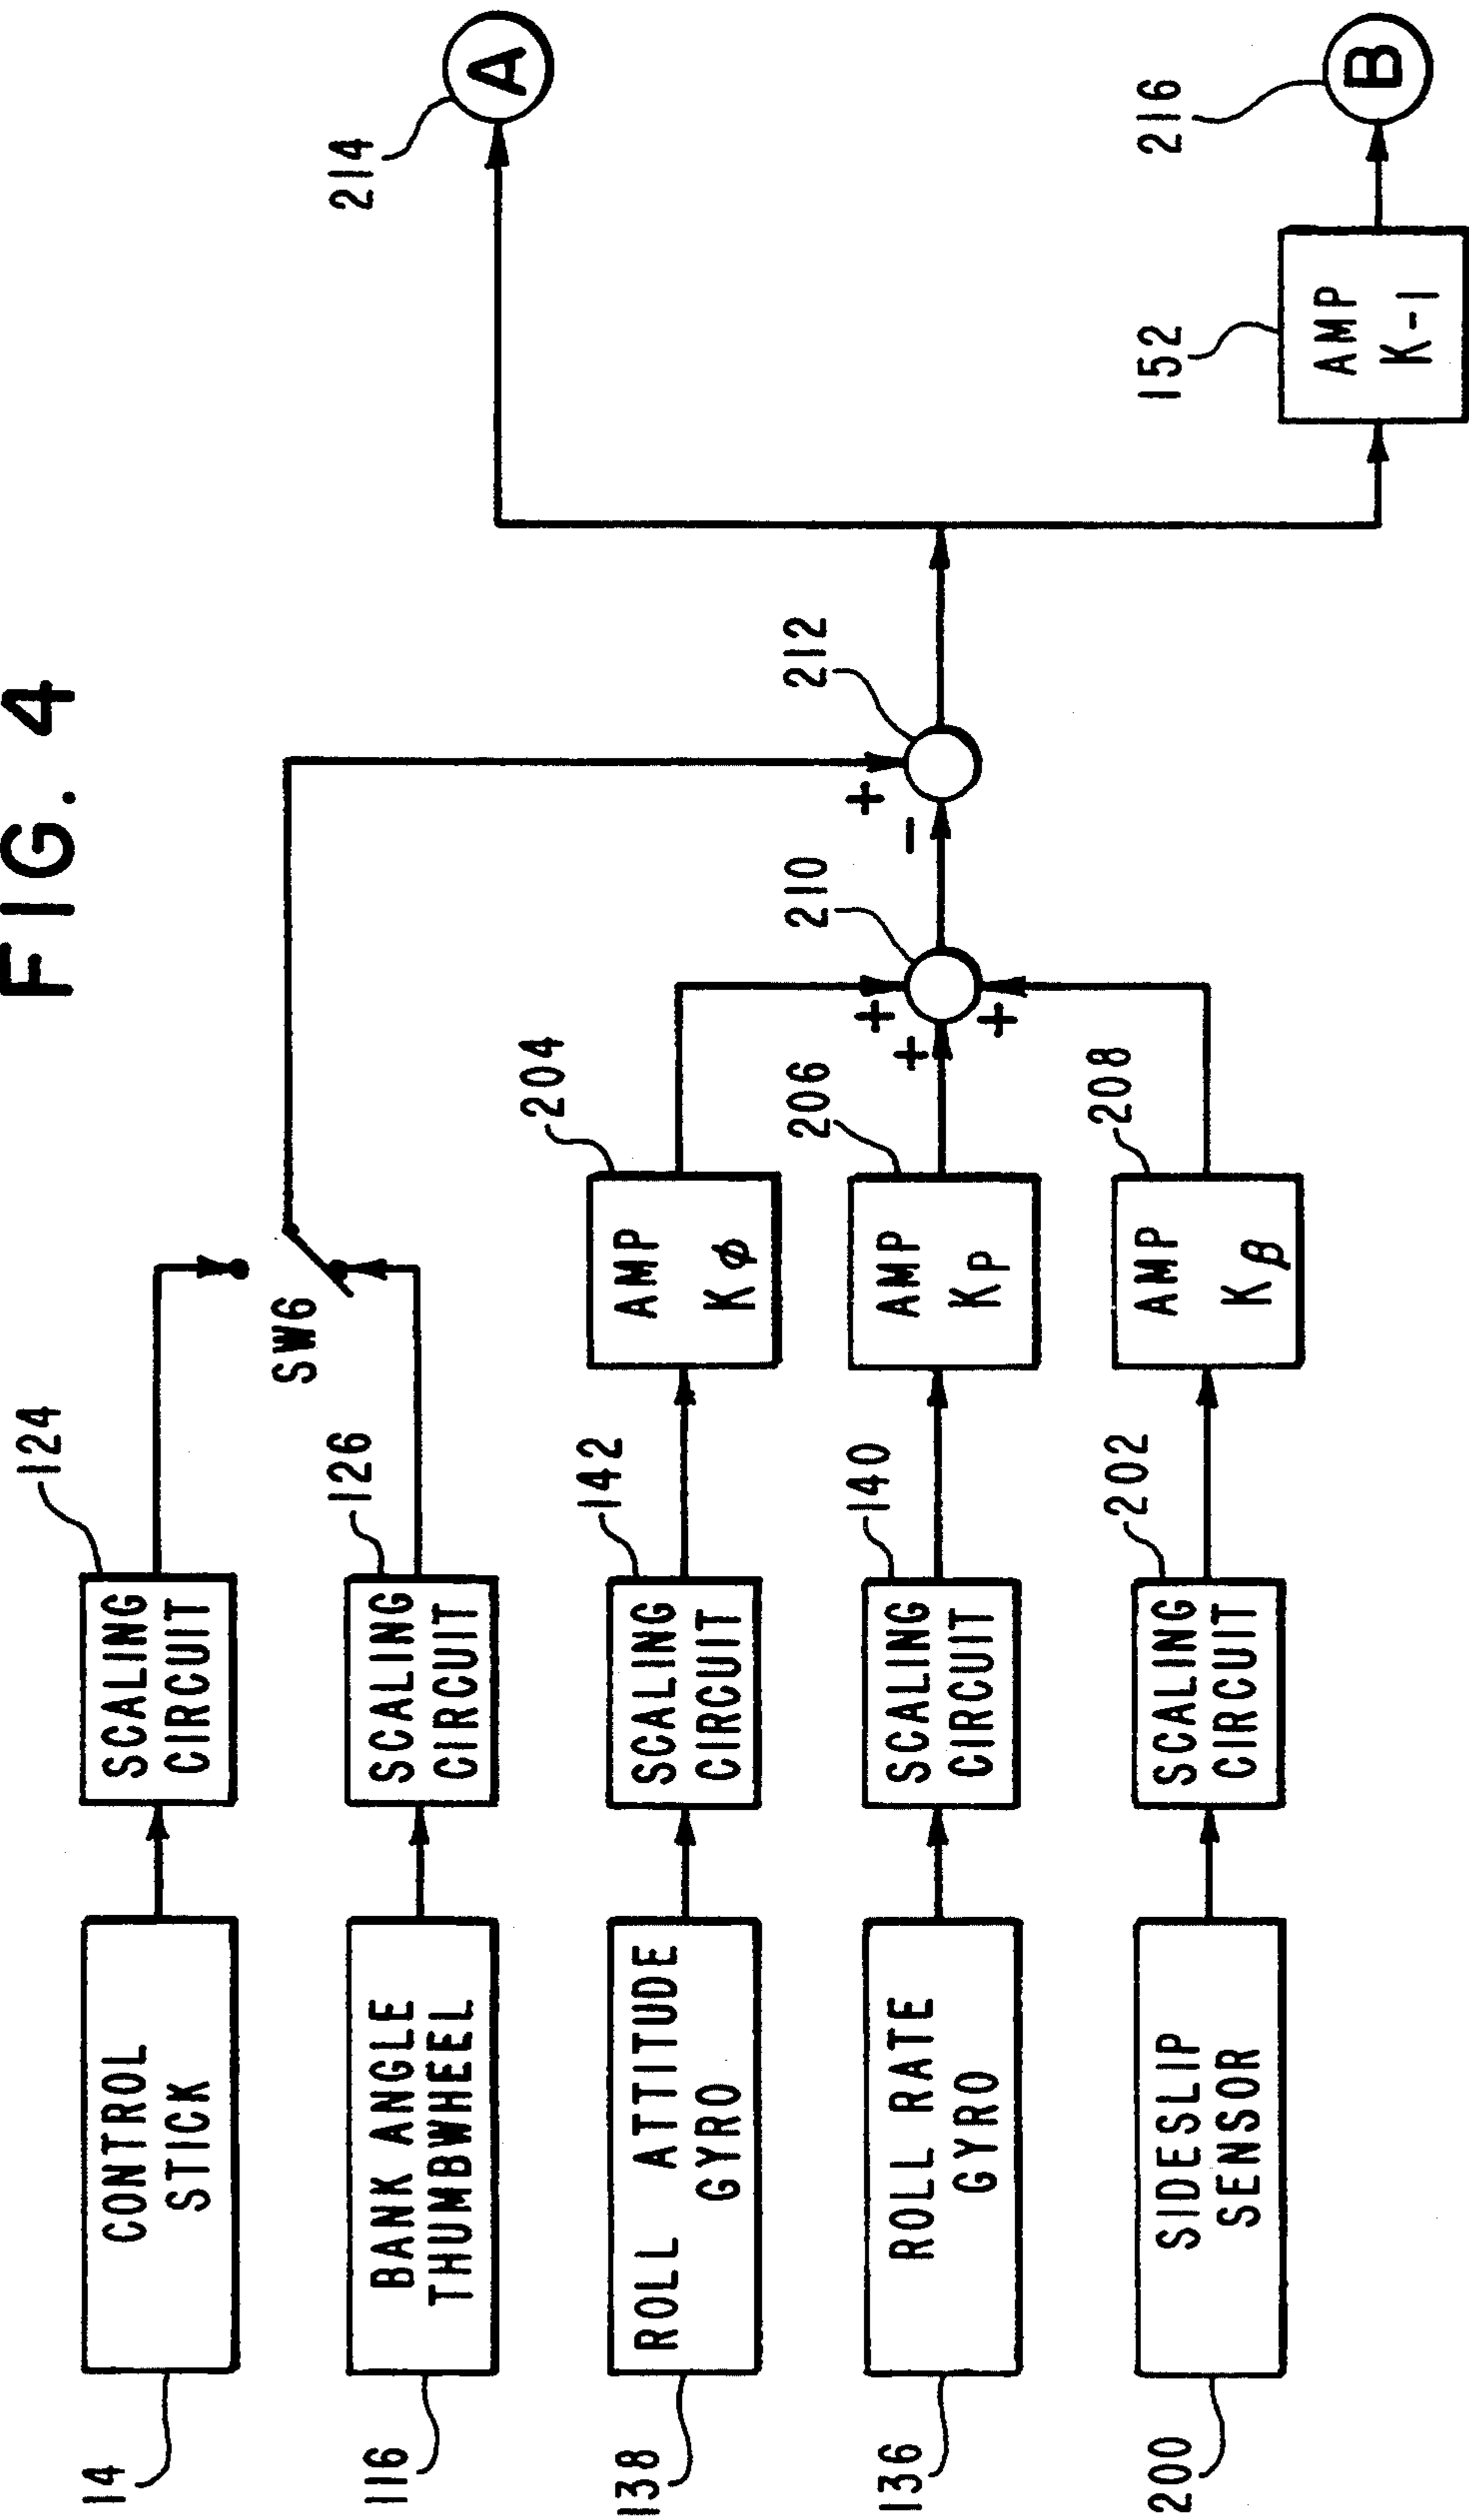 FIG. 4
14
CONTROL
STICK
124
SCALING
CIRCUIT
116
BANK ANGLE
THUMBWHEEL
126
SCALING
CIRCUIT
SW6
138
ROLL ATTITUDE
GYRO
142
SCALING
CIRCUIT
204
AMP
Kφ
136
ROLL RATE
GYRO
140
SCALING
CIRCUIT
206
AMP
KP
200
SIDESLIP
SENSOR
202
SCALING
CIRCUIT
208
AMP
Kβ
+
+
+
210
-
+
212
214
A
152
AMP
K-1
216
B